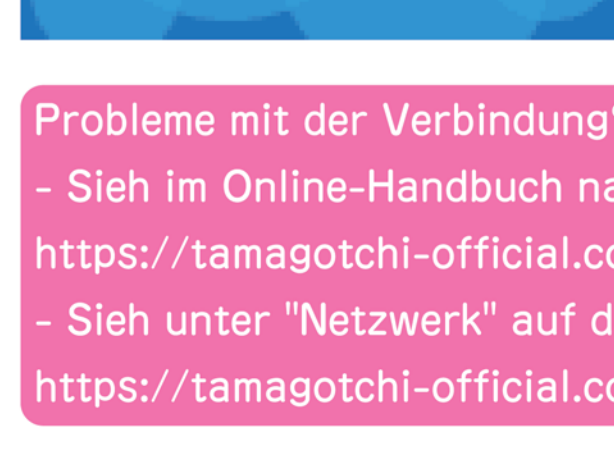 Probleme mit der Verbindung
- Sieh im Online-Handbuch
https://tamagotchi-official.co
- Sieh unter "Netzwerk" auf d
https://tamagotchi-official.co